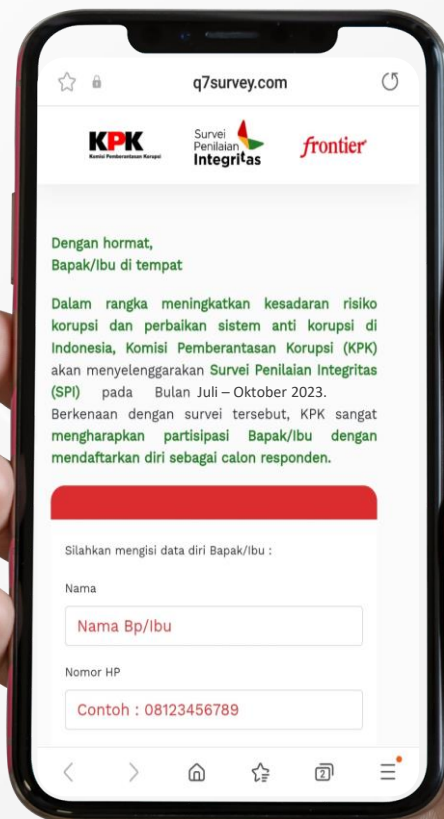 q7survey.com
KPK
Komisi Pemberantasan Korupsi
Survei
Penilaian
Integritas
frontier
Dengan hormat,
Bapak/Ibu di tempat
Dalam rangka meningkatkan kesadaran risiko
korupsi dan perbaikan sistem anti korupsi di
Indonesia, Komisi Pemberantasan Korupsi (KPK)
akan menyelenggarakan Survei Penilaian Integritas
(SPI) pada Bulan Juli – Oktober 2023.
Berkenaan dengan survei tersebut, KPK sangat
mengharapkan partisipasi Bapak/Ibu dengan
mendaftarkan diri sebagai calon responden.
Silahkan mengisi data diri Bapak/Ibu :
Nama
Nama Bp/Ibu
Nomor HP
Contoh : 08123456789
2